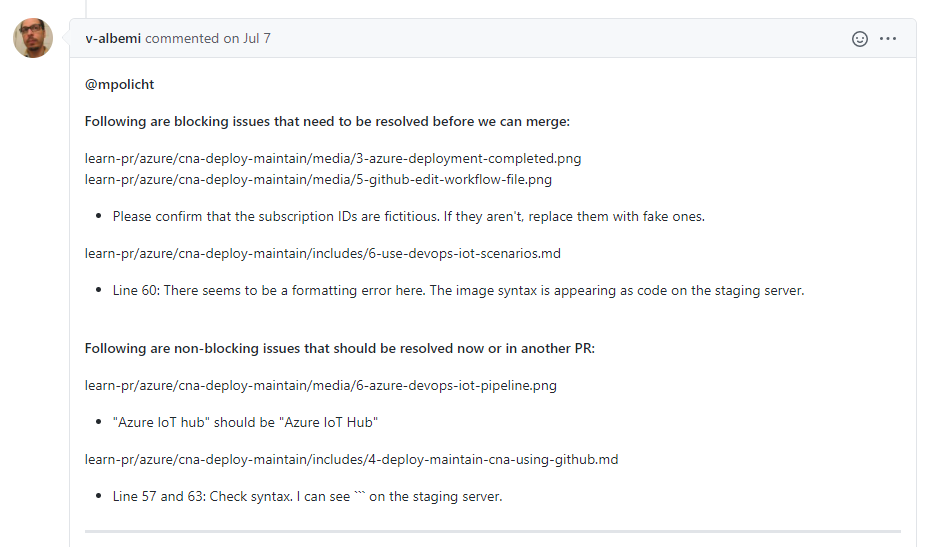 v-albemi commented on Jul 7
@mpolicht
Following are blocking issues that need to be resolved before we can merge:
learn-pr/azure/cna-deploy-maintain/media/3-azure-deployment-completed.png
learn-pr/azure/cna-deploy-maintain/media/5-github-edit-workflow-file.png
• Please confirm that the subscription IDs are fictitious. If they aren't, replace them with fake ones.
learn-pr/azure/cna-deploy-maintain/includes/6-use-devops-iot-scenarios.md
• Line 60: There seems to be a formatting error here. The image syntax is appearing as code on the staging server.
Following are non-blocking issues that should be resolved now or in another PR:
learn-pr/azure/cna-deploy-maintain/media/6-azure-devops-iot-pipeline.png
• "Azure IoT hub" should be "Azure IoT Hub"
learn-pr/azure/cna-deploy-maintain/includes/4-deploy-maintain-cna-using-github.md
• Line 57 and 63: Check syntax. I can see ``` on the staging server.